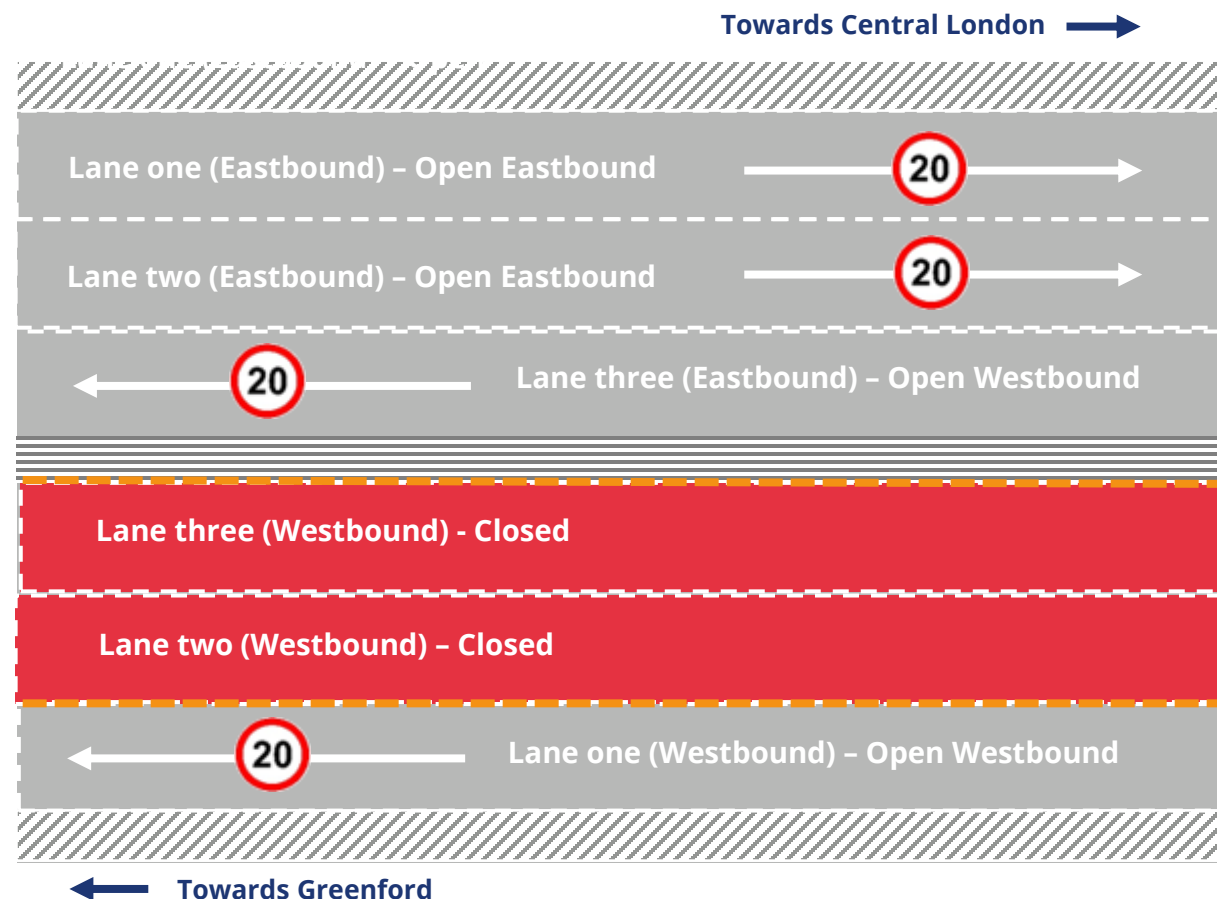 Towards Central London
Lane one (Eastbound) – Open Eastbound
20
Lane two (Eastbound) – Open Eastbound
20
20
Lane three (Eastbound) – Open Westbound
Lane three (Westbound) - Closed
Lane two (Westbound) – Closed
20
Lane one (Westbound) – Open Westbound
Towards Greenford